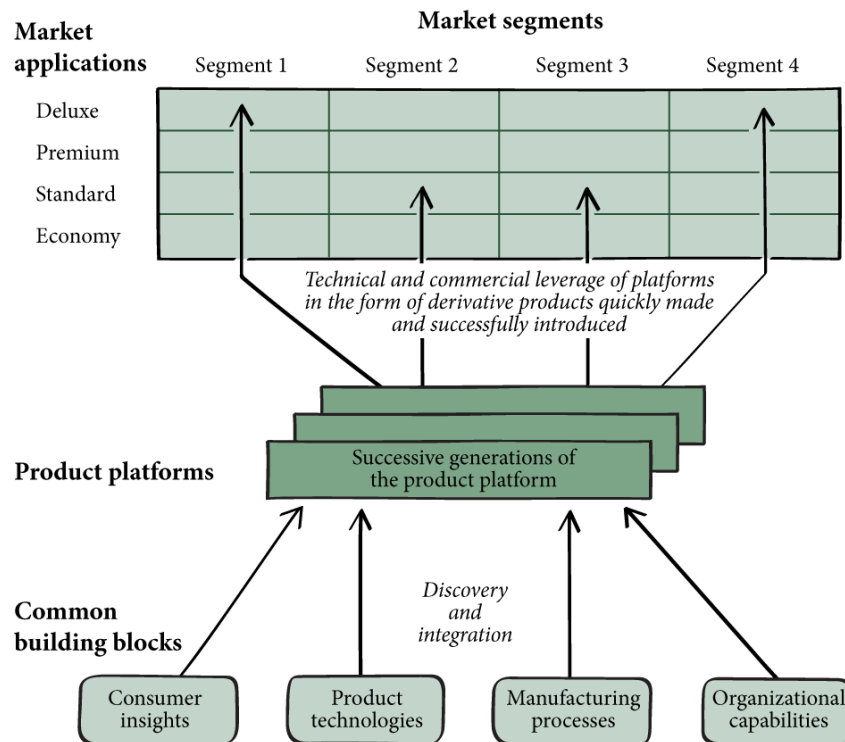 Market segments
Market
applications
Segment 1
Segment 2
Segment 3
Segment 4
Deluxe
Premium
Standard
Economy
Technical and commercial leverage of platforms
in the form of derivative products quickly made
and successfully introduced
Product platforms
Successive generations of
the product platform
Common
building blocks
Discovery
and
integration
Consumer
insights
Product
technologies
Manufacturing
processes
Organizational
capabilities